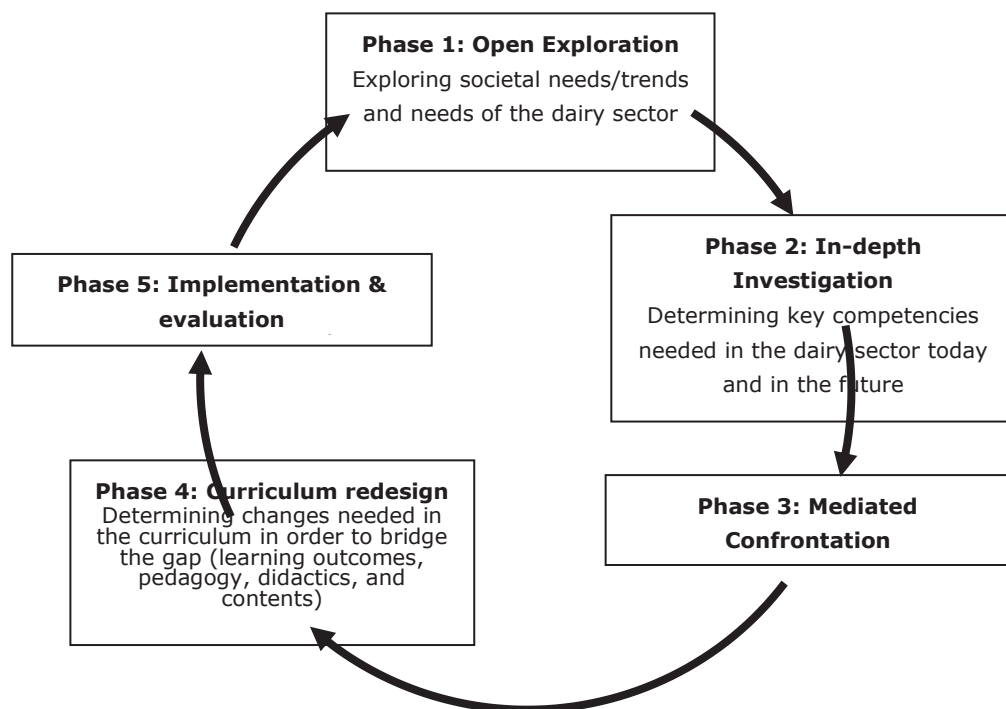 Phase 1: Open Exploration
Exploring societal needs/trends
and needs of the dairy sector
Phase 2: In-depth
Investigation
Determining key competencies
needed in the dairy sector today
and in the future
Phase 3: Mediated
Confrontation
Phase 4: Curriculum redesign
Determining changes needed in
the curriculum in order to bridge
the gap (learning outcomes,
pedagogy, didactics, and
contents)
Phase 5: Implementation &
evaluation